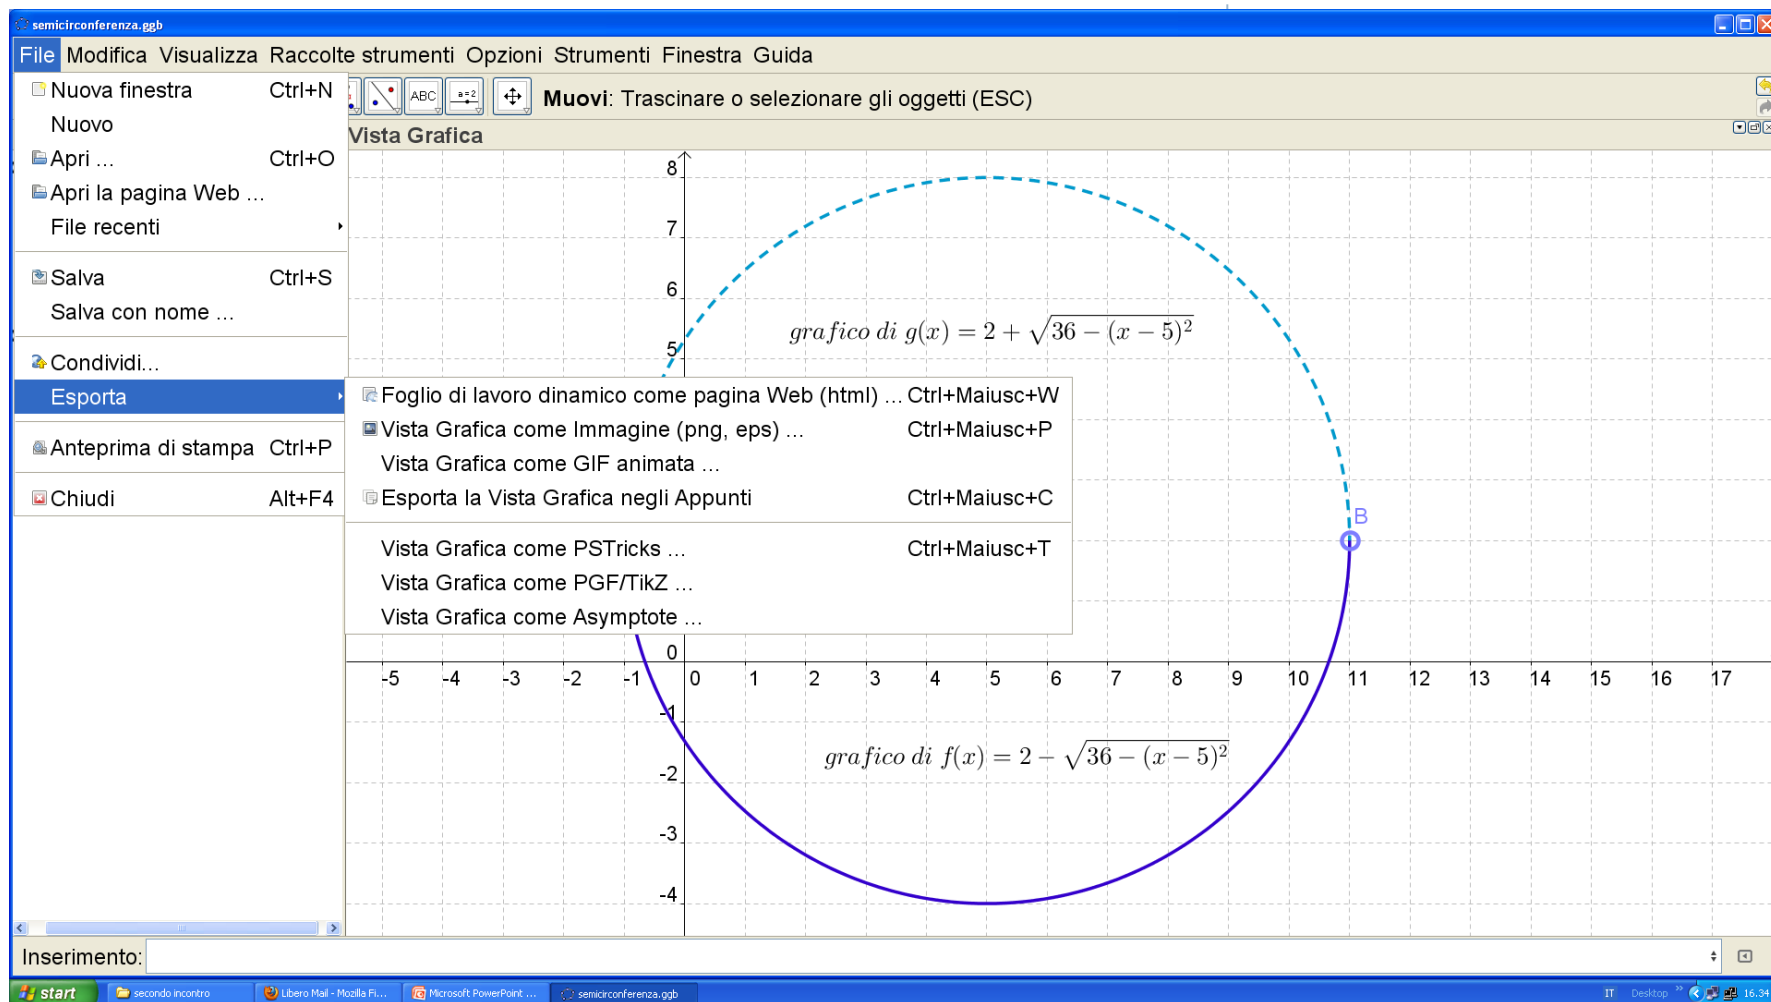 semicirconferenza.ggb
File Modifica Visualizza Raccolte strumenti Opzioni Strumenti Finestra Guida
Nuova finestra Ctrl+N
Nuovo
Apri ... Ctrl+O
Apri la pagina Web ...
File recenti
Salva Ctrl+S
Salva con nome ...
Condividi...
Esporta
Anteprima di stampa Ctrl+P
Chiudi Alt+F4
ABC a=2 Muovi: Trascinare o selezionare gli oggetti (ESC)
Vista Grafica
8
7
6
grafico di g(x) = 2 + √36 − (x − 5)²
5
Foglio di lavoro dinamico come pagina Web (html) ... Ctrl+Maiusc+W
Vista Grafica come Immagine (png, eps) ... Ctrl+Maiusc+P
Vista Grafica come GIF animata ...
Esporta la Vista Grafica negli Appunti Ctrl+Maiusc+C
Vista Grafica come PSTricks ... Ctrl+Maiusc+T
Vista Grafica come PGF/TikZ ...
Vista Grafica come Asymptote ...
B
0
-5 -4 -3 -2 -1 0 1 2 3 4 5 6 7 8 9 10 11 12 13 14 15 16 17
-1
grafico di f(x) = 2 − √36 − (x − 5)²
-2
-3
-4
Inserimento:
start secondo incontro Libero Mail - Mozilla Fi... Microsoft PowerPoint ... semicirconferenza.ggb IT Desktop » 16.34